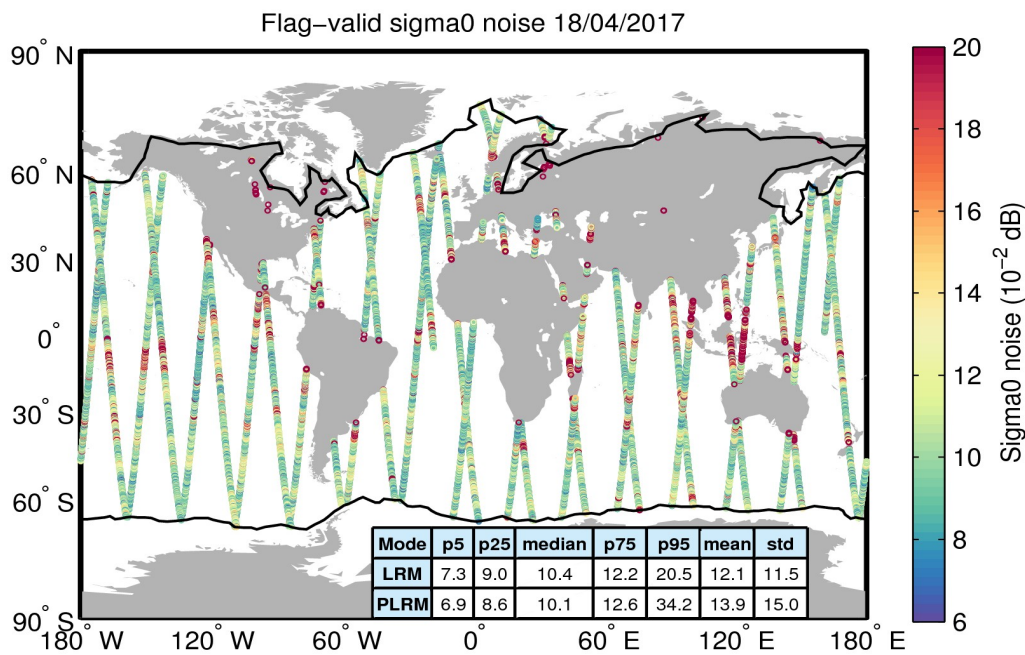 Flag−valid sigma0 noise 18/04/2017
90° N
60° N
30° N
0°
30° S
60° S
90° S
180° W
120° W
60° W
0°
60° E
120° E
180° E
Mode p5 p25 median p75 p95 mean std
LRM 7.3 9.0 10.4 12.2 20.5 12.1 11.5
PLRM 6.9 8.6 10.1 12.6 34.2 13.9 15.0
20
18
16
14
12
10
8
6
Sigma0 noise (10⁻² dB)